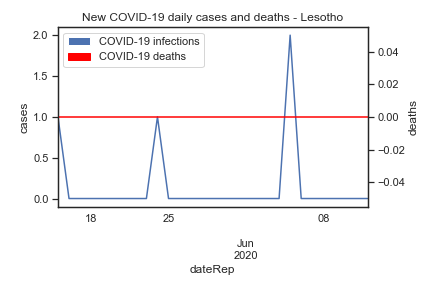 New COVID-19 daily cases and deaths - Lesotho
COVID-19 infections
COVID-19 deaths
2.0
1.5
1.0
0.5
0.0
cases
0.04
0.02
0.00
−0.02
−0.04
deaths
18
25
08
Jun
2020
dateRep